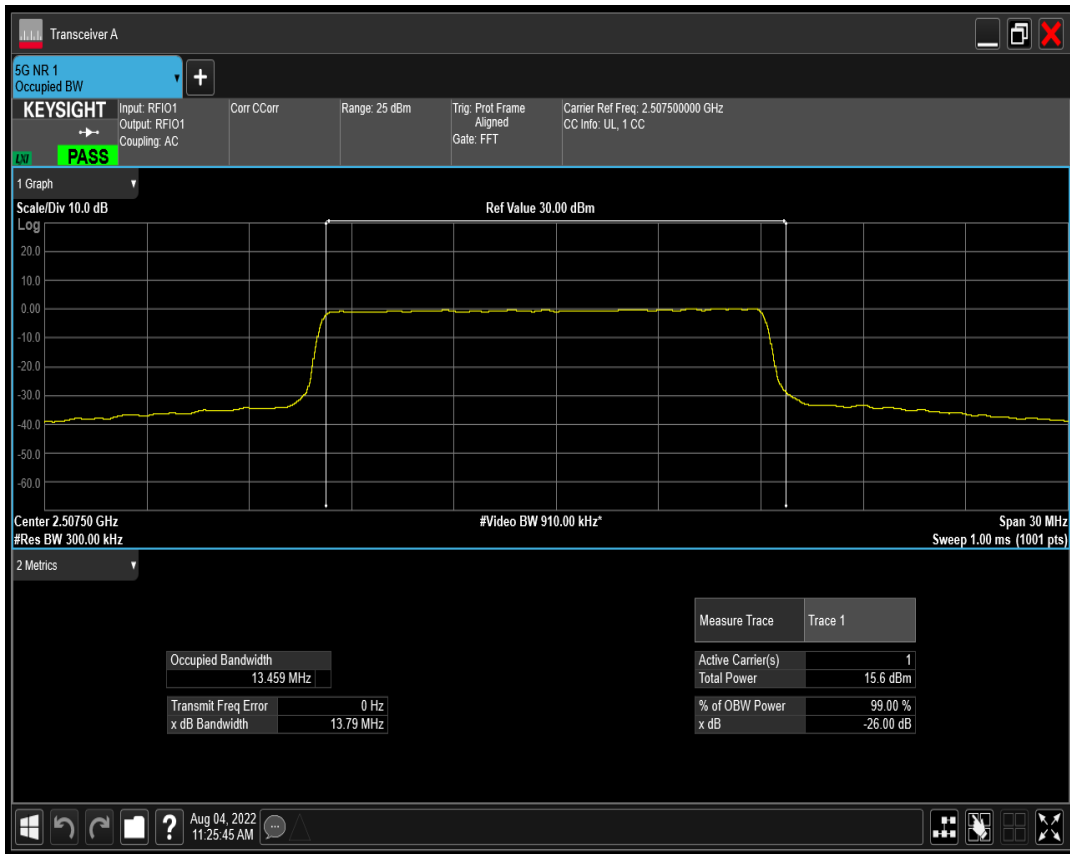 Transceiver A
5G NR 1
Occupied BW
+
KEYSIGHT
LXI
PASS
Input: RFIO1
Output: RFIO1
Coupling: AC
Corr CCorr
Range: 25 dBm
Trig: Prot Frame
Aligned
Gate: FFT
Carrier Ref Freq: 2.507500000 GHz
CC Info: UL, 1 CC
1 Graph
Scale/Div 10.0 dB
Ref Value 30.00 dBm
Log
20.0
10.0
0.00
-10.0
-20.0
-30.0
-40.0
-50.0
-60.0
Center 2.50750 GHz
#Video BW 910.00 kHz*
Span 30 MHz
#Res BW 300.00 kHz
Sweep 1.00 ms (1001 pts)
2 Metrics
Measure Trace Trace 1
Occupied Bandwidth
13.459 MHz
Active Carrier(s) 1
Total Power 15.6 dBm
Transmit Freq Error 0 Hz
x dB Bandwidth 13.79 MHz
% of OBW Power 99.00 %
x dB -26.00 dB
?
Aug 04, 2022
11:25:45 AM